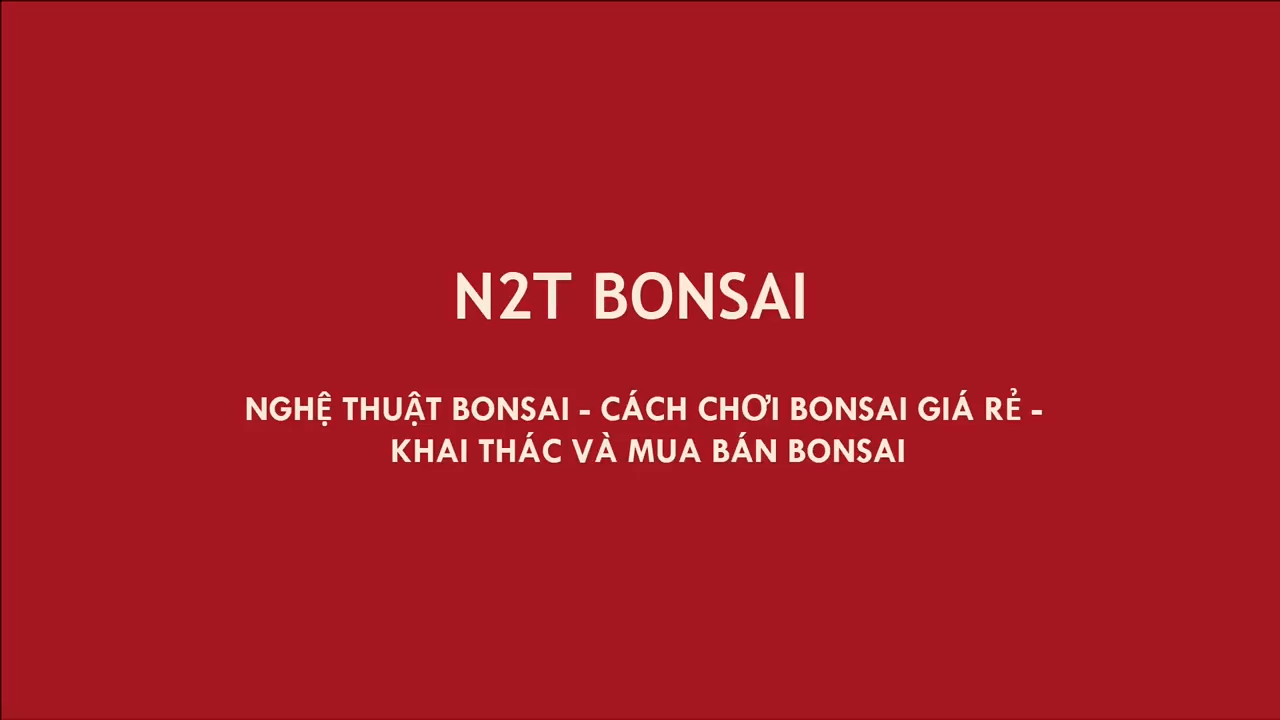 N2T BONSAI
NGHỆ THUẬT BONSAI - CÁCH CHƠI BONSAI GIÁ RẺ -
KHAI THÁC VÀ MUA BÁN BONSAI